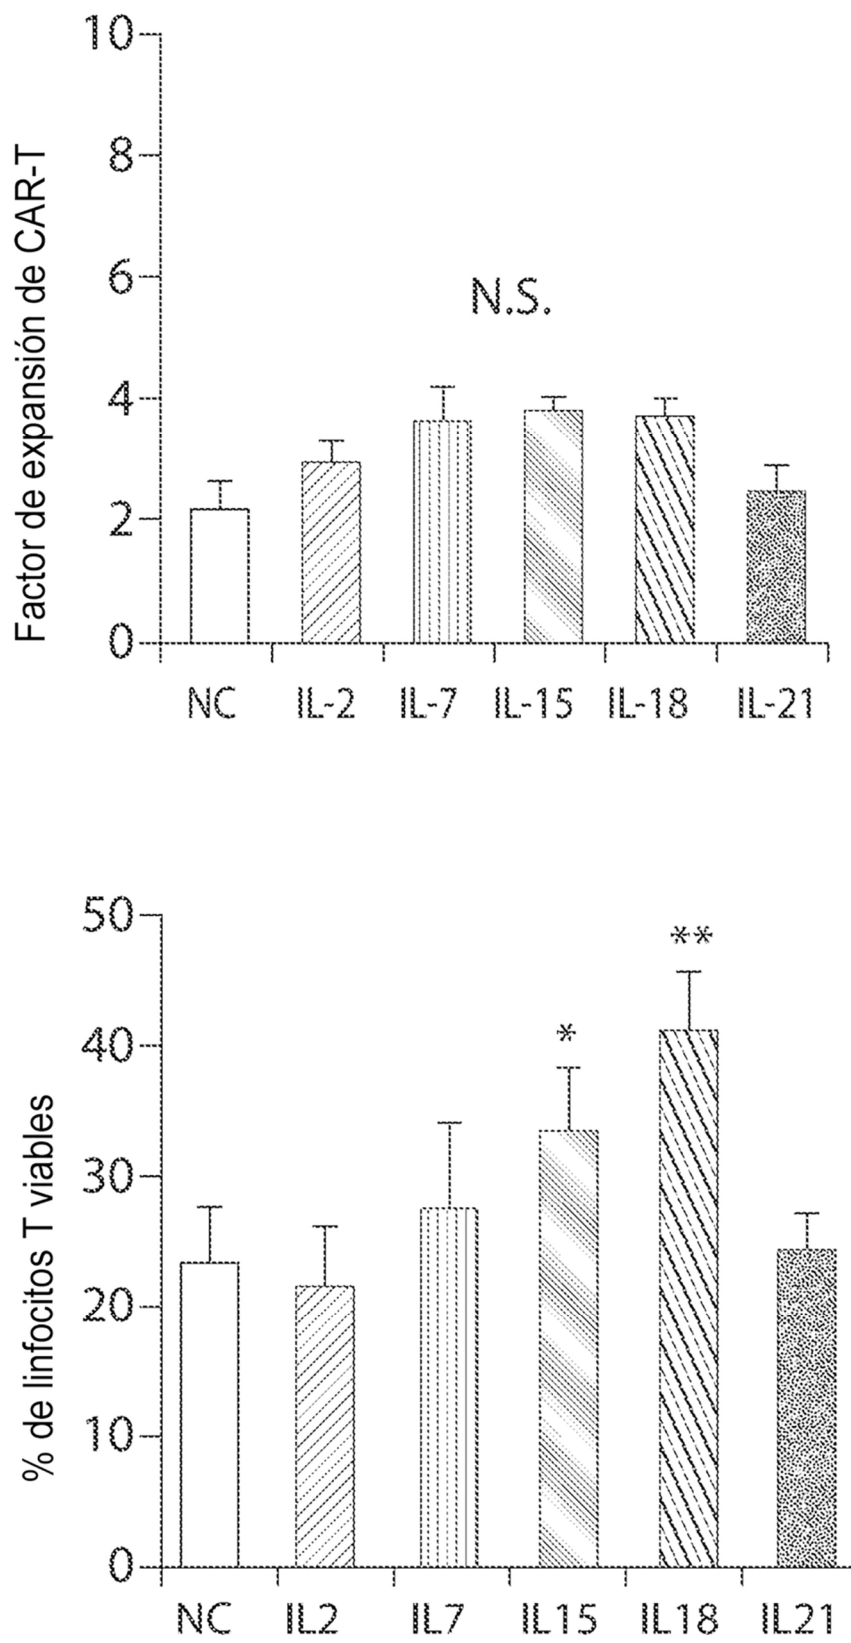 Factor de expansión de CAR-T
10
8
6
4
2
0
N.S.
NC IL-2 IL-7 IL-15 IL-18 IL-21
% de linfocitos T viables
50
40
30
20
10
0
**
*
NC IL2 IL7 IL15 IL18 IL21